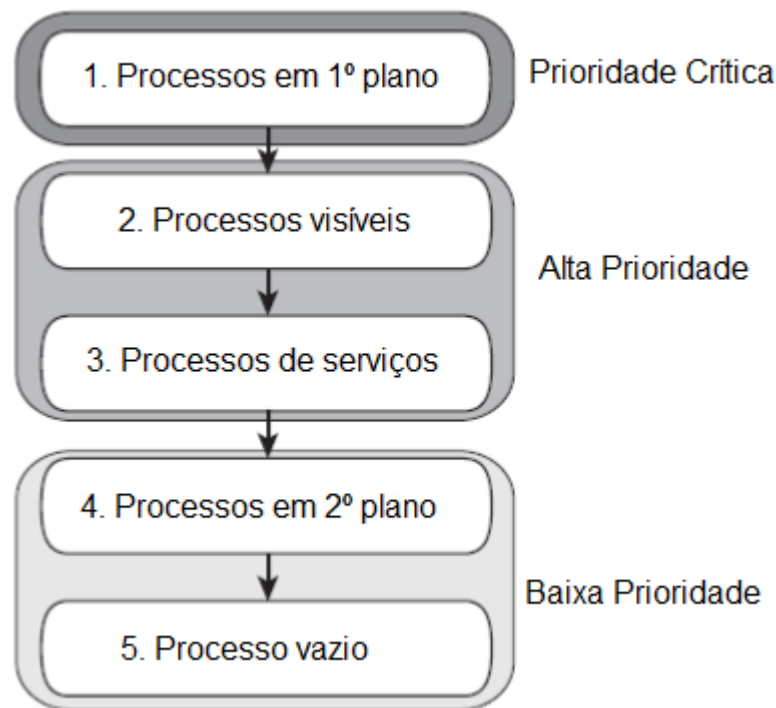 1. Processos em 1º plano
Prioridade Crítica
2. Processos visíveis
Alta Prioridade
3. Processos de serviços
4. Processos em 2º plano
Baixa Prioridade
5. Processo vazio